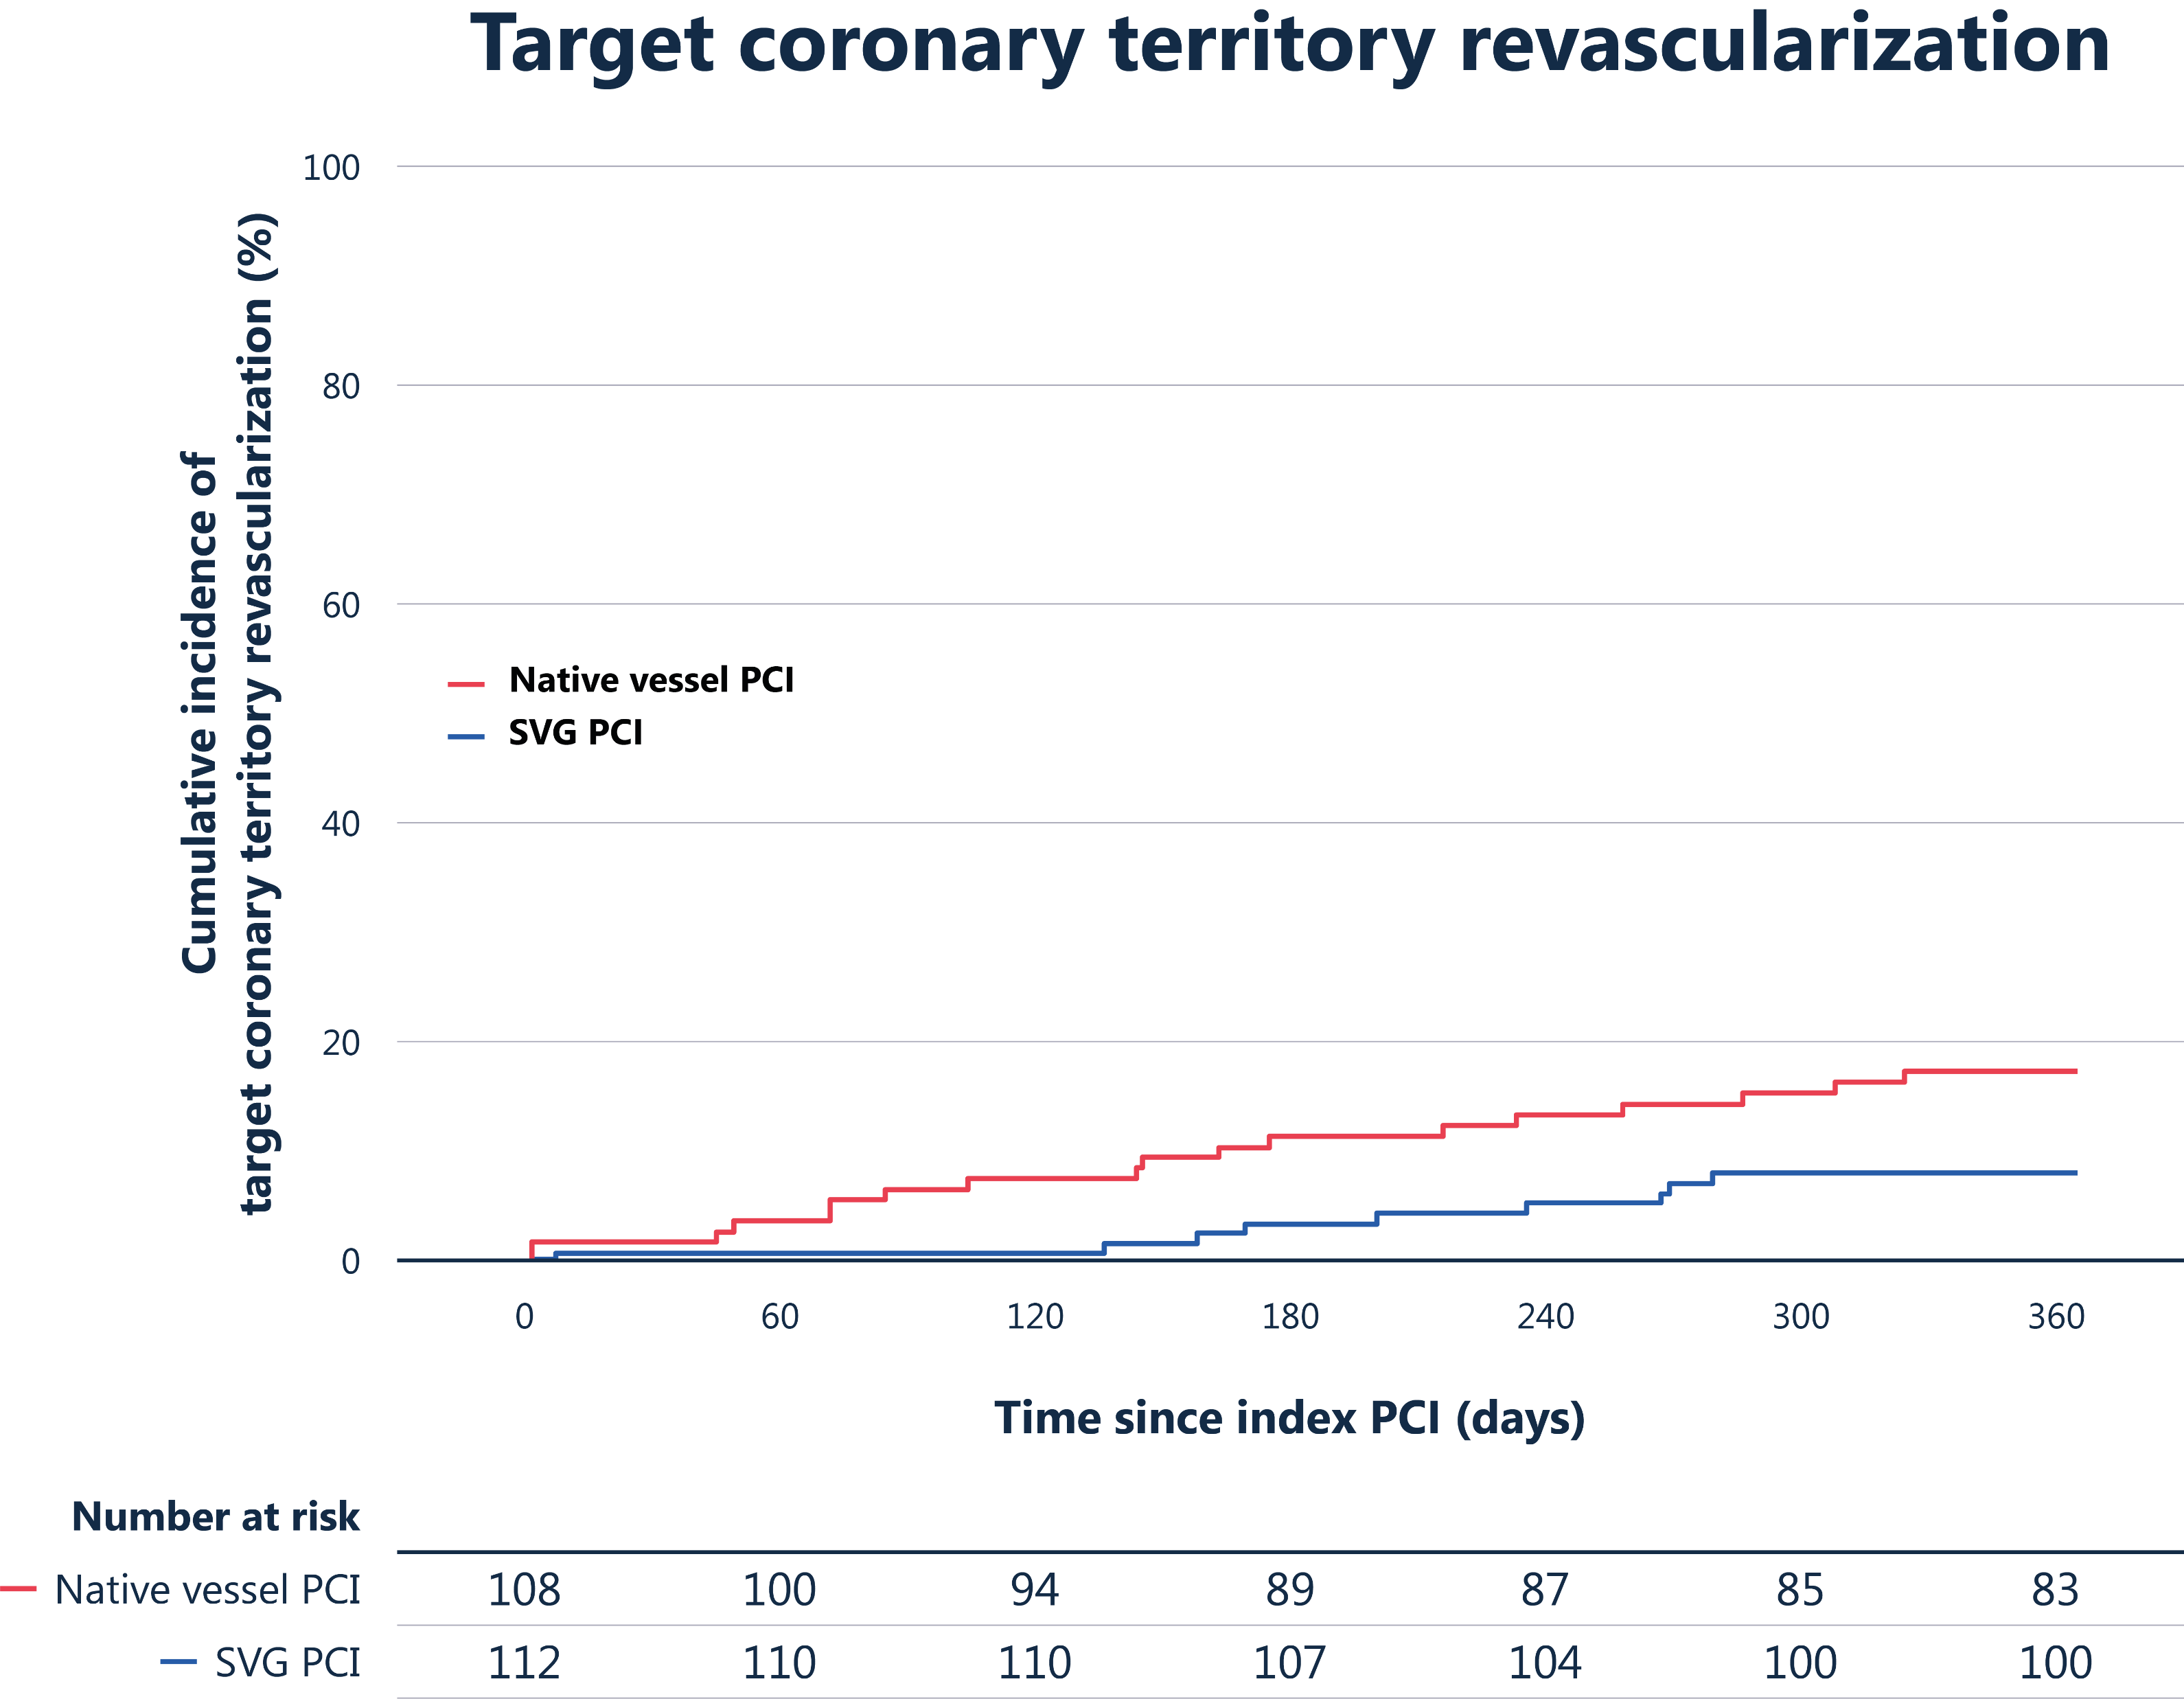 Target coronary territory revascularization
Cumulative incidence of
target coronary territory revascularization (%)
100
80
60
40
20
0
Native vessel PCI
SVG PCI
0 60 120 180 240 300 360
Time since index PCI (days)
Number at risk
Native vessel PCI 108 100 94 89 87 85 83
SVG PCI 112 110 110 107 104 100 100